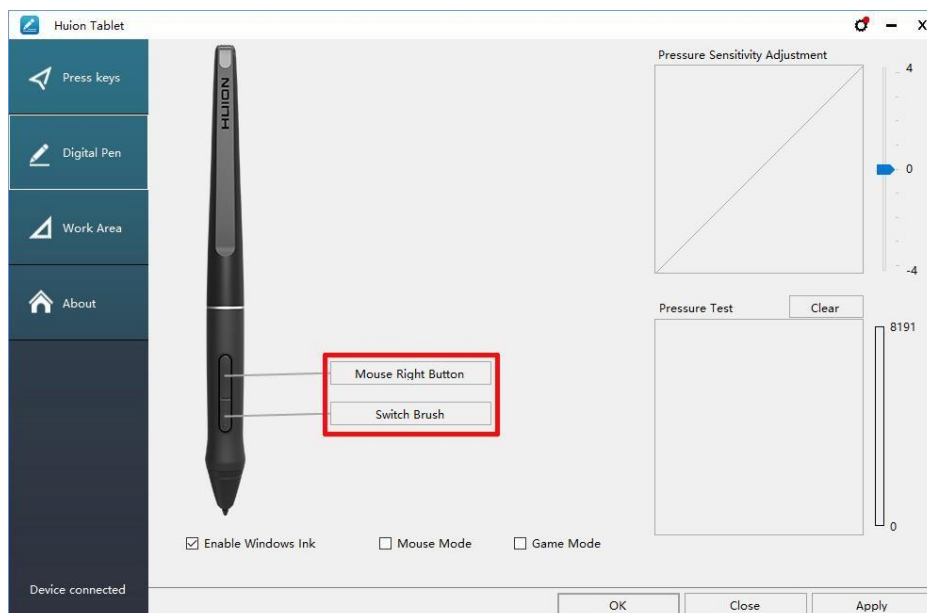 Huion Tablet
X
Press keys
Digital Pen
Work Area
About
Device connected
HUION
Mouse Right Button
Switch Brush
Enable Windows Ink
Mouse Mode
Game Mode
Pressure Sensitivity Adjustment
4
0
-4
Pressure Test
Clear
8191
0
OK
Close
Apply